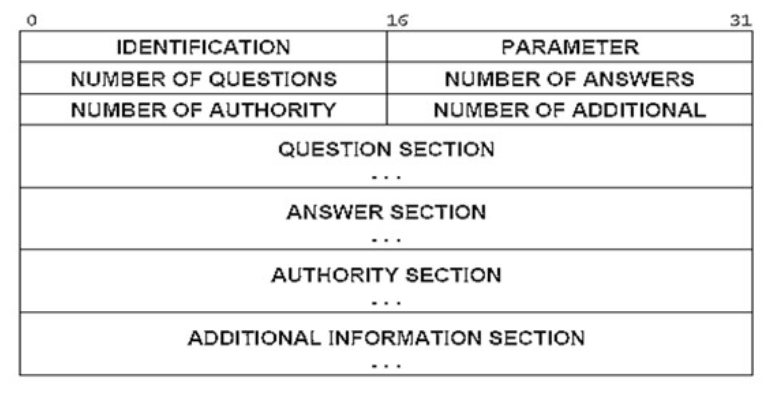 0 16 31
IDENTIFICATION PARAMETER
NUMBER OF QUESTIONS NUMBER OF ANSWERS
NUMBER OF AUTHORITY NUMBER OF ADDITIONAL
QUESTION SECTION
...
ANSWER SECTION
...
AUTHORITY SECTION
...
ADDITIONAL INFORMATION SECTION
...